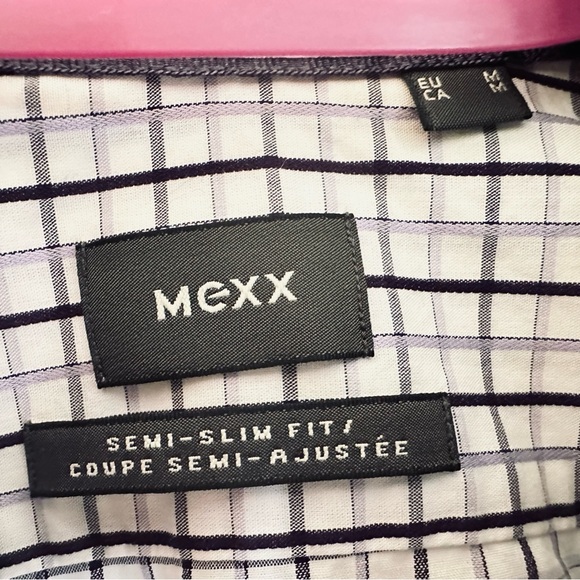 EU M
CA M
MEXX
SEMI-SLIM FIT/
COUPE SEMI-AJUSTÉE